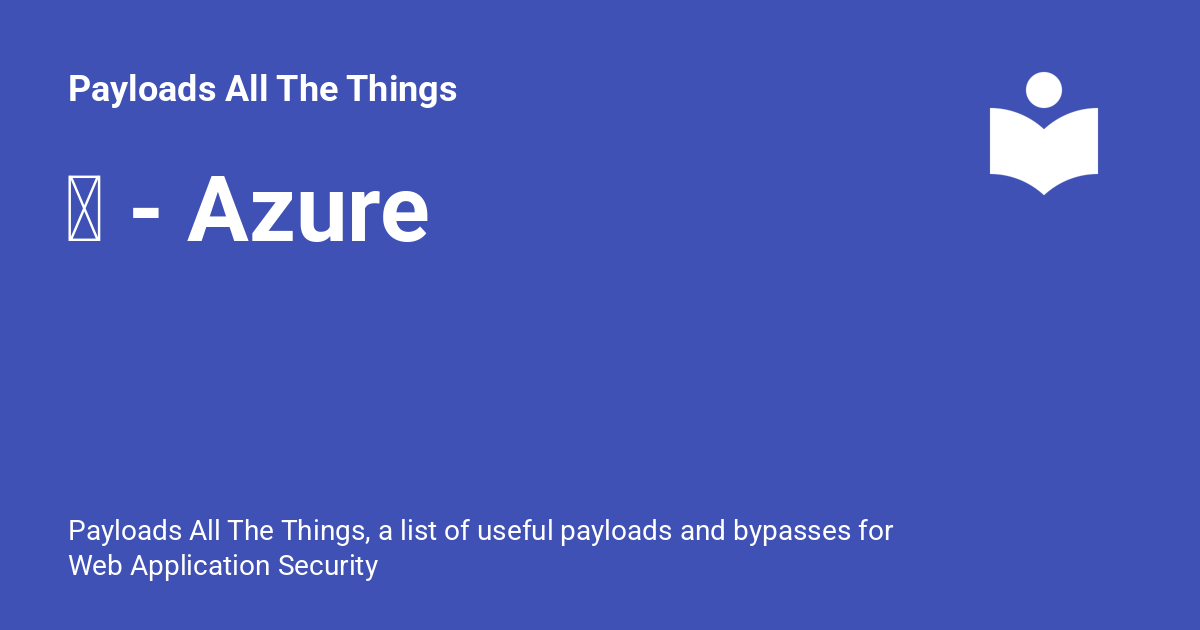 Payloads All The Things
- Azure
Payloads All The Things, a list of useful payloads and bypasses for
Web Application Security